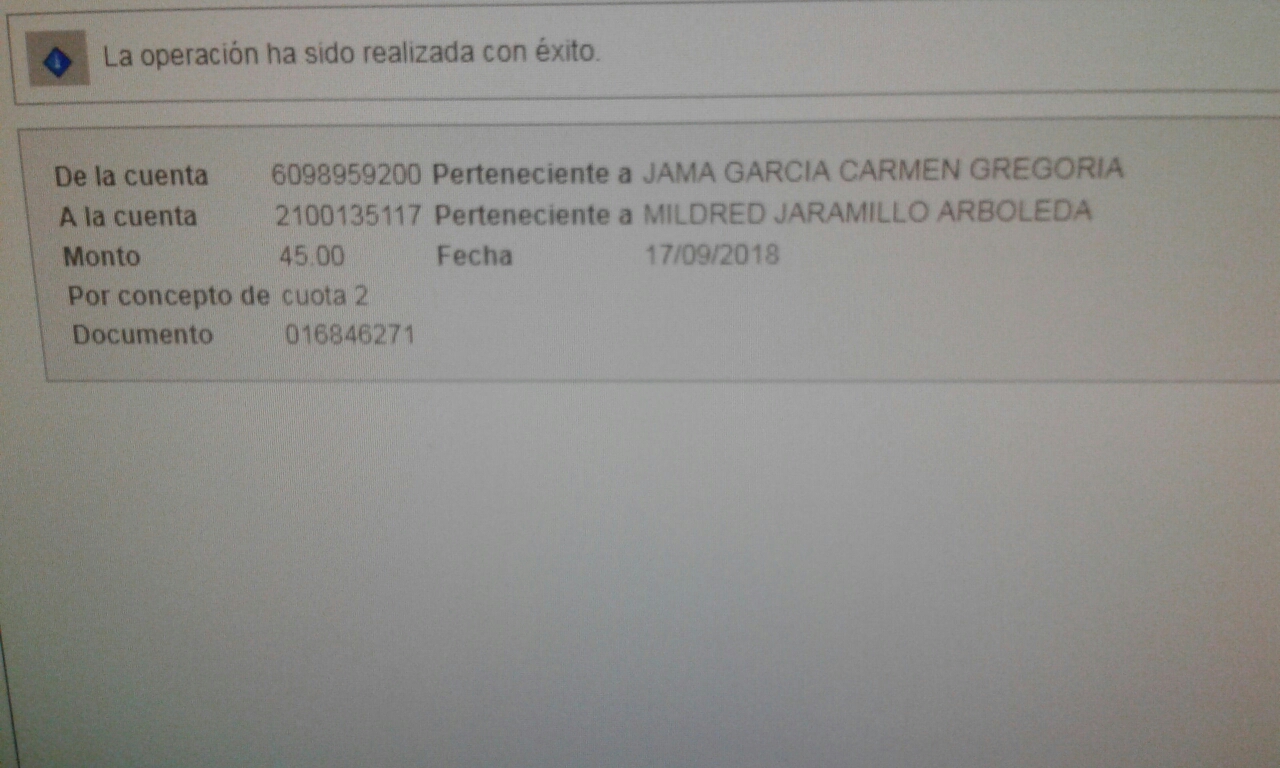 La operación ha sido realizada con éxito.
De la cuenta 6098959200 Perteneciente a JAMA GARCIA CARMEN GREGORIA
A la cuenta 2100135117 Perteneciente a MILDRED JARAMILLO ARBOLEDA
Monto 45.00 Fecha 17/09/2018
Por concepto de cuota 2
Documento 016846271